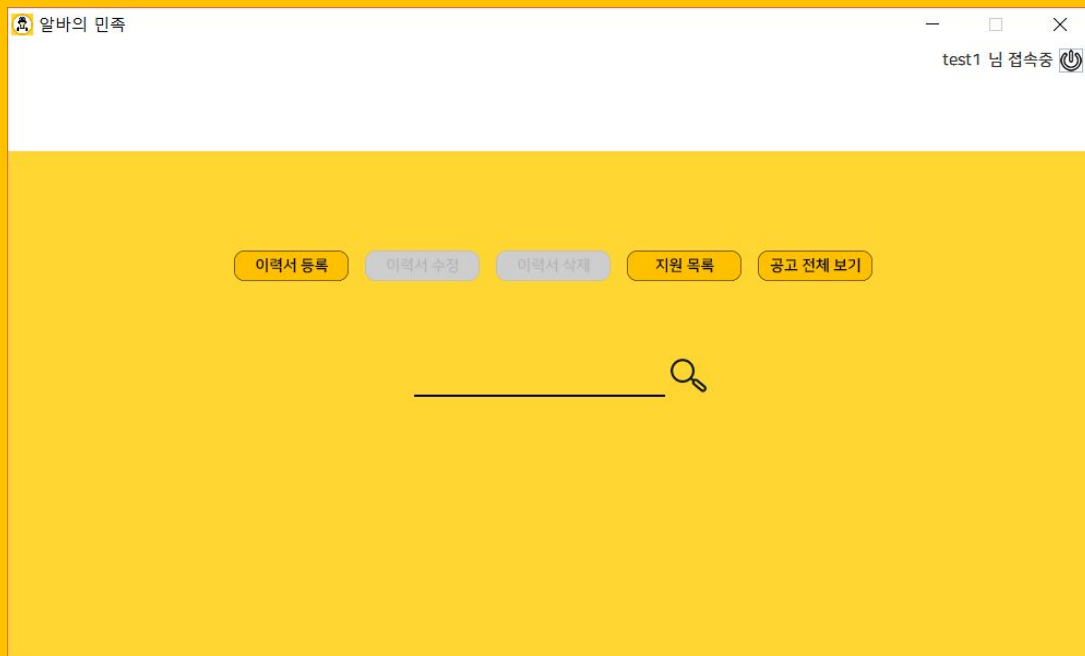 알바의 민족
test1 님 접속중
이력서 등록 이력서 수정 이력서 삭제 지원 목록 공고 전체 보기